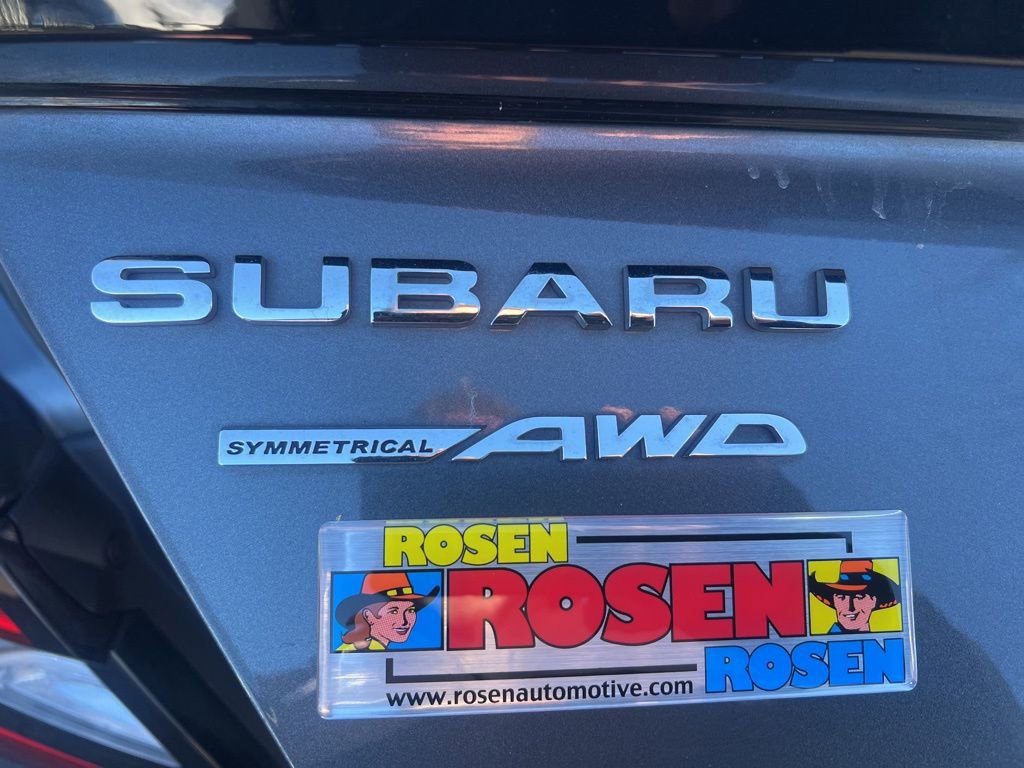 SUBARU
SYMMETRICAL AWD
ROSEN
ROSEN
ROSEN
www.rosenautomotive.com